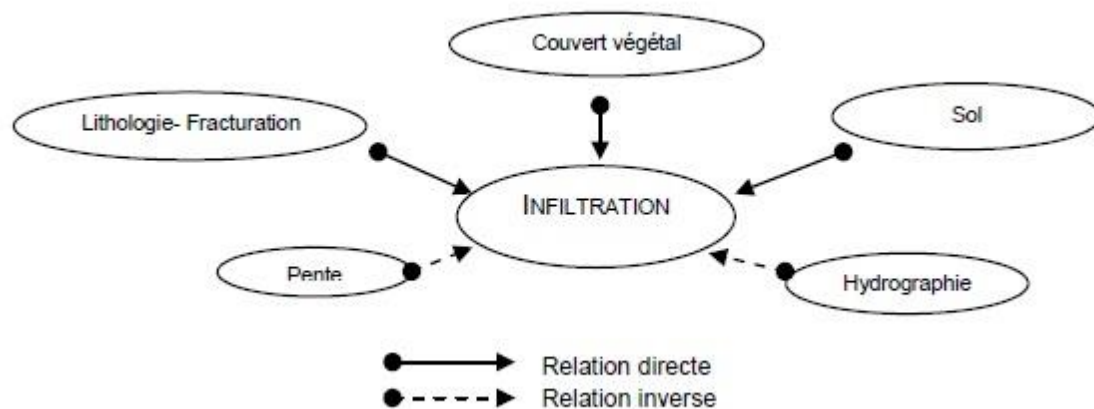 Couvert végétal
Lithologie- Fracturation
Sol
INFILTRATION
Pente
Hydrographie
Relation directe
Relation inverse